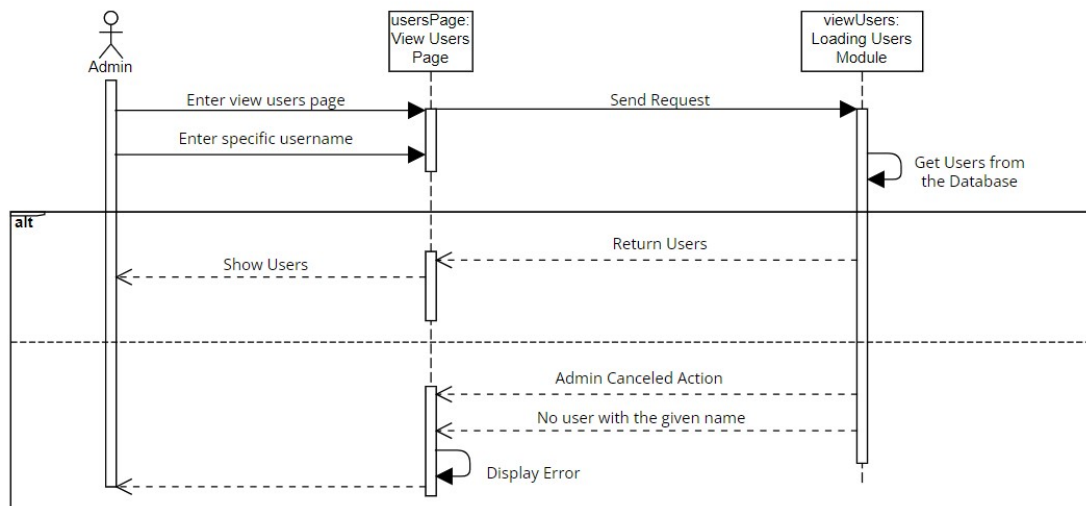 usersPage:
View Users
Page
viewUsers:
Loading Users
Module
Admin
Enter view users page
Send Request
Enter specific username
Get Users from
the Database
alt
Return Users
Show Users
Admin Canceled Action
No user with the given name
Display Error